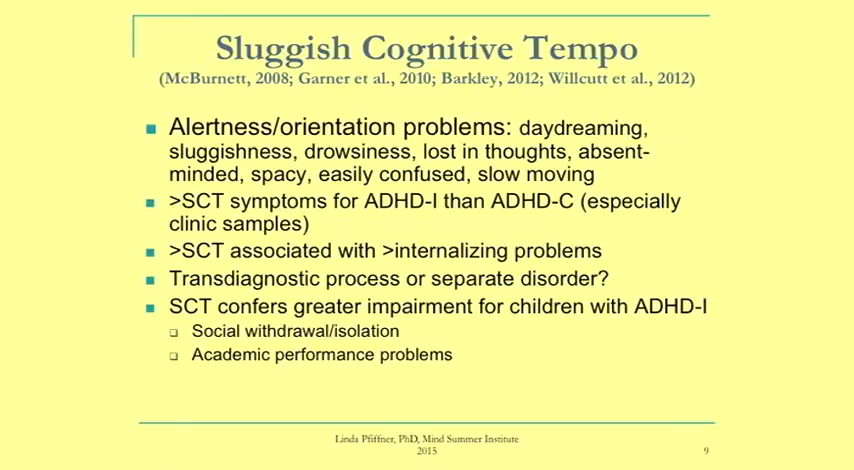 Sluggish Cognitive Tempo
(McBurnett, 2008; Garner et al., 2010; Barkley, 2012; Willcutt et al., 2012)
Alertness/orientation problems: daydreaming,
sluggishness, drowsiness, lost in thoughts, absent-
minded, spacy, easily confused, slow moving
>SCT symptoms for ADHD-I than ADHD-C (especially
clinic samples)
>SCT associated with >internalizing problems
Transdiagnostic process or separate disorder?
SCT confers greater impairment for children with ADHD-I
Social withdrawal/isolation
Academic performance problems
Linda Pfiffner, PhD, Mind Summer Institute
2015
9